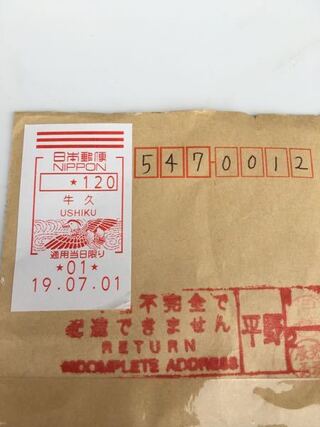 日本郵便
NIPPON
★120
牛久
USHIKU
適用当日限り
★01★
19.07.01
547-0012
不完全で
配達できません
RETURN
INCOMPLETE ADDRESS
平野